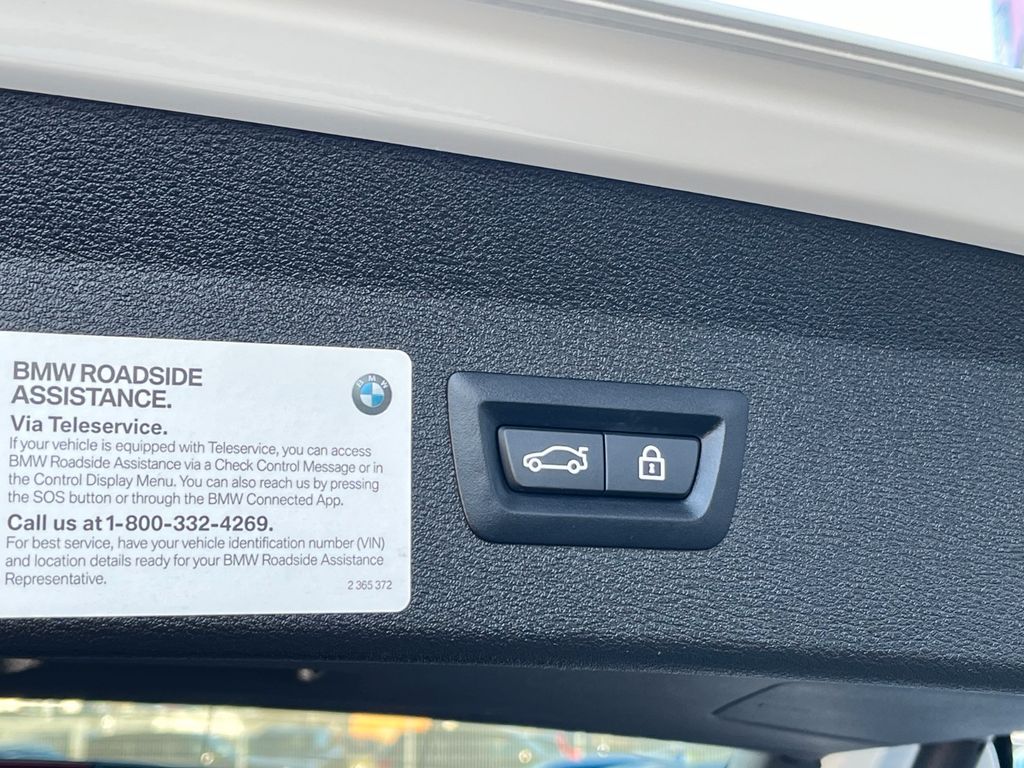 BMW ROADSIDE
ASSISTANCE.
BMW
Via Teleservice.
If your vehicle is equipped with Teleservice, you can access
BMW Roadside Assistance via a Check Control Message or in
the Control Display Menu. You can also reach us by pressing
the SOS button or through the BMW Connected App.
Call us at 1-800-332-4269.
For best service, have your vehicle identification number (VIN)
and location details ready for your BMW Roadside Assistance
Representative.
2 365 372